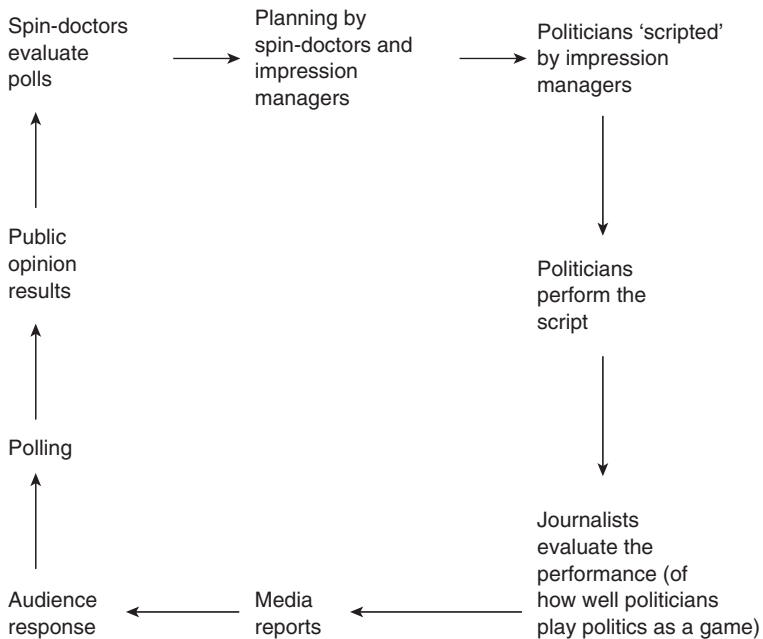 Spin-doctors
evaluate
polls
Planning by
spin-doctors and
impression
managers
Politicians ‘scripted’
by impression
managers
Politicians
perform the
script
Journalists
evaluate the
performance (of
how well politicians
play politics as a game)
Media
reports
Audience
response
Polling
Public
opinion
results